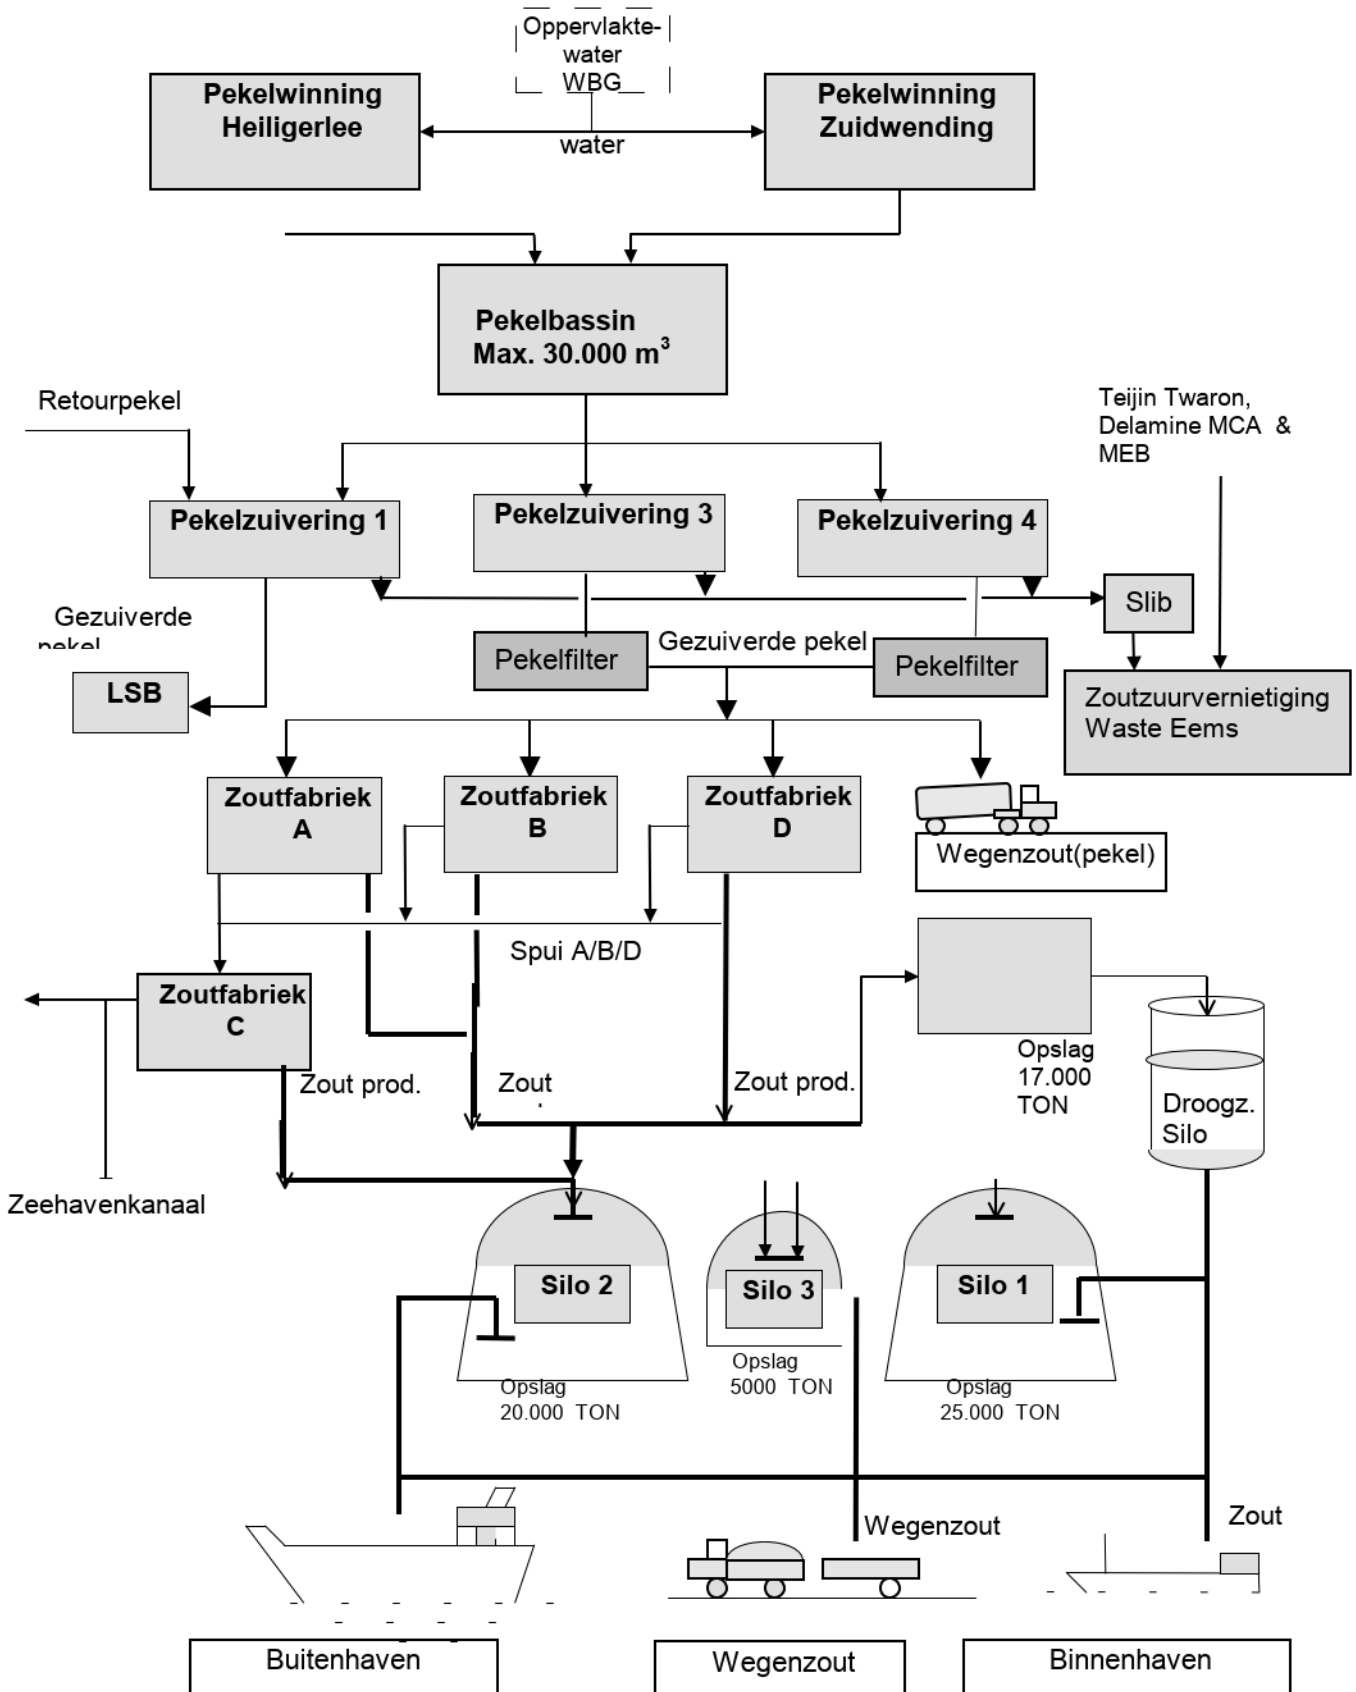 Oppervlakte-
water
WBG
Pekelwinning
Heiligerlee
Pekelwinning
Zuidwending
water
Pekelbassin
Max. 30.000 m³
Retourpekel
Teijin Twaron,
Delamine MCA &
MEB
Pekelzuivering 1
Pekelzuivering 3
Pekelzuivering 4
Slib
Gezuiverde
pekel
Pekelfilter
Gezuiverde pekel
Pekelfilter
LSB
Zoutzuurvernietiging
Waste Eems
Zoutfabriek
A
Zoutfabriek
B
Zoutfabriek
D
Wegenzout(pekel)
Spui A/B/D
Zoutfabriek
C
Opslag
17.000
TON
Zout prod.
Zout
Zout prod.
Droogz.
Silo
Zeehavenkanaal
Silo 2
Silo 3
Silo 1
Opslag
20.000 TON
Opslag
5000 TON
Opslag
25.000 TON
Wegenzout
Zout
Buitenhaven
Wegenzout
Binnenhaven